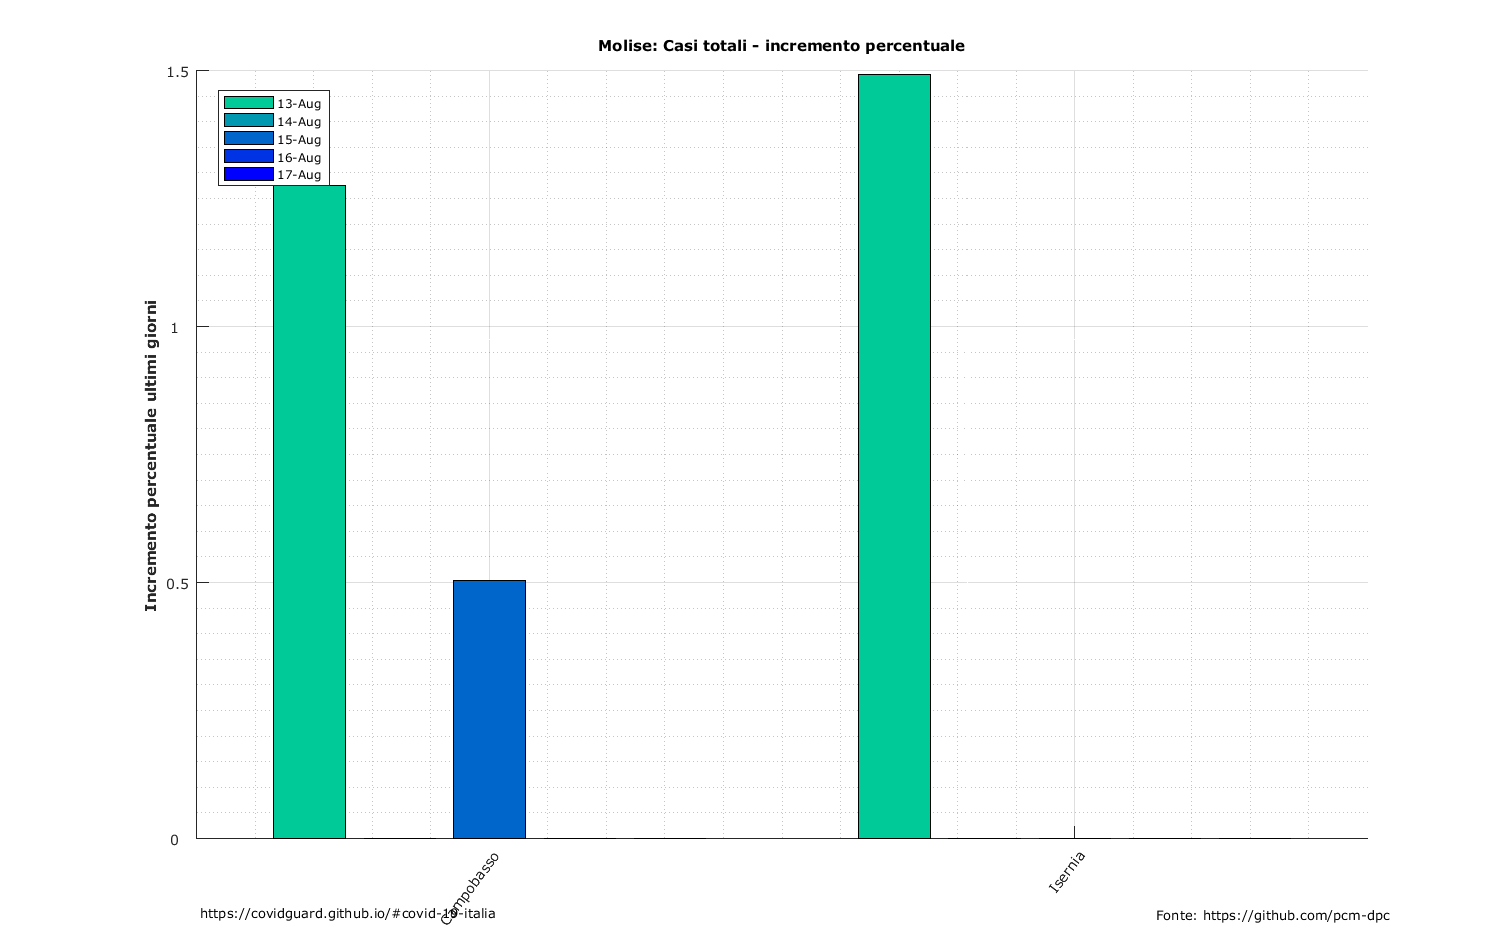 Molise: Casi totali - incremento percentuale
1.5
1
0.5
0
Incremento percentuale ultimi giorni
13-Aug
14-Aug
15-Aug
16-Aug
17-Aug
Campobasso
Isernia
https://covidguard.github.io/#covid-19-italia
Fonte: https://github.com/pcm-dpc